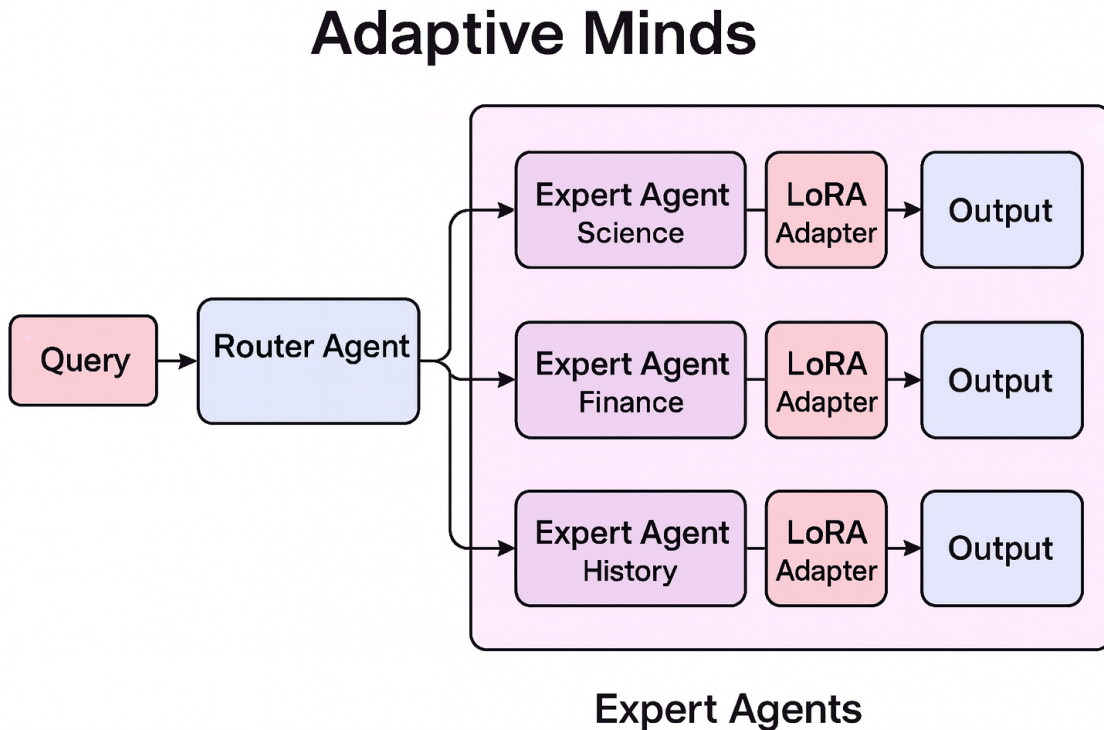 Adaptive Minds
Query
Router Agent
Expert Agent
Science
LoRA
Adapter
Output
Expert Agent
Finance
LoRA
Adapter
Output
Expert Agent
History
LoRA
Adapter
Output
Expert Agents